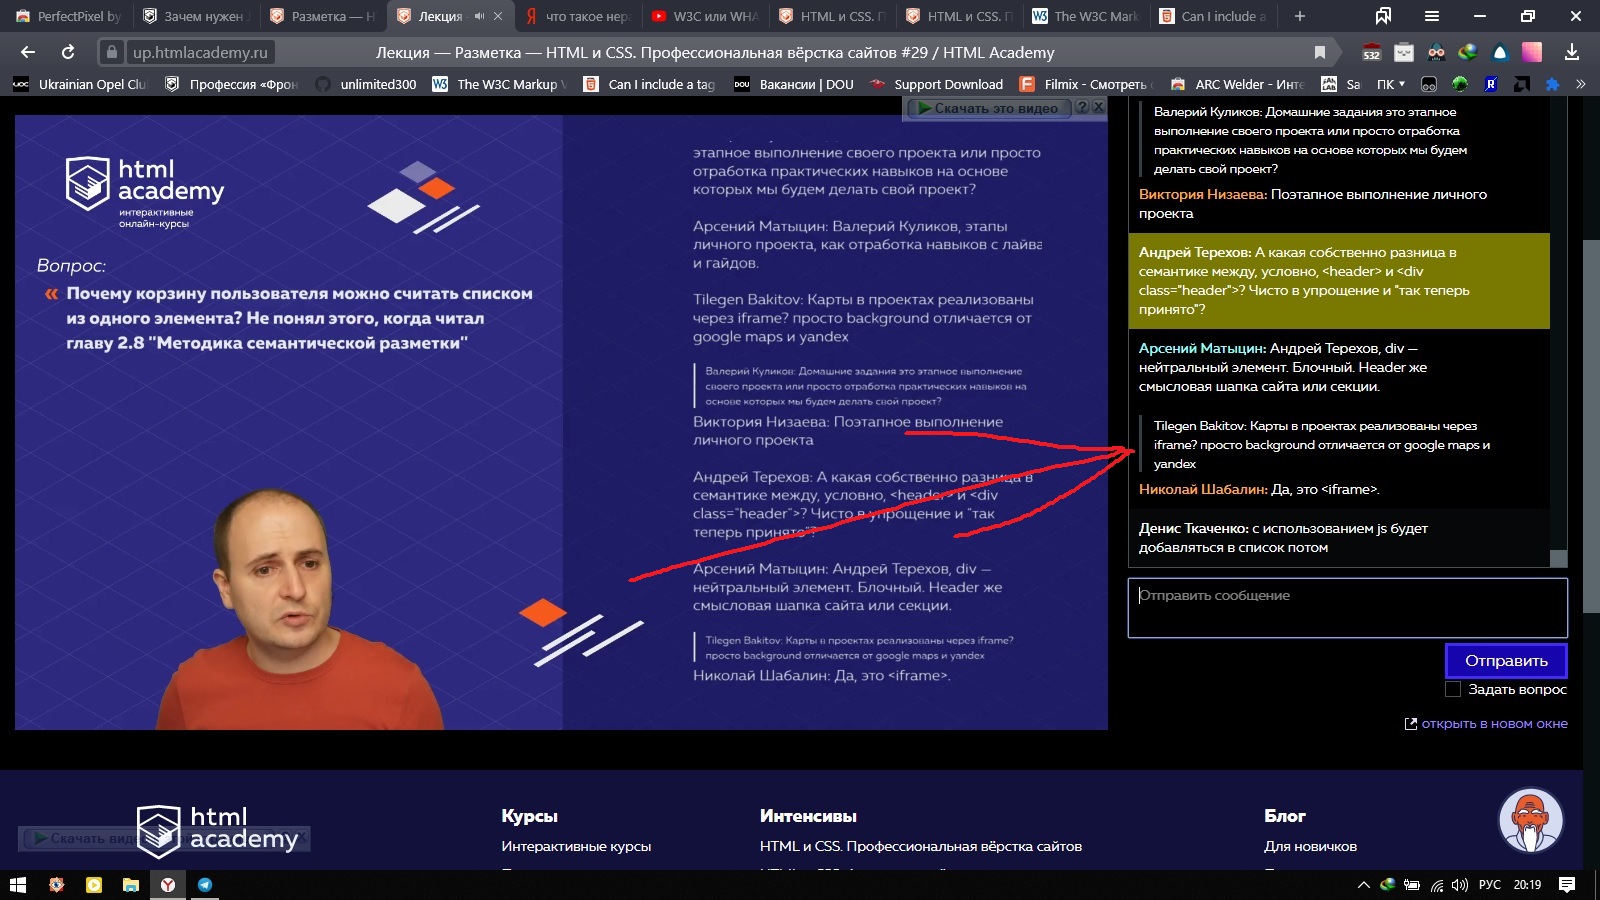 PerfectPixel by
Зачем нужен
Разметка — H
Лекция
что такое нер
W3C или WHA
HTML и CSS. П
HTML и CSS. П
The W3C Mark
Can I include a
up.htmlacademy.ru
Лекция — Разметка — HTML и CSS. Профессиональная вёрстка сайтов #29 / HTML Academy
532
Ukrainian Opel Clu
Профессия «Фрон
unlimited300
The W3C Markup V
Can I include a tag
Вакансии | DOU
Support Download
Filmix - Смотреть
ARC Welder - Инте
Sa
ПК
Скачать это видео
html
academy
интерактивные
онлайн-курсы
Вопрос:
« Почему корзину пользователя можно считать списком
из одного элемента? Не понял этого, когда читал
главу 2.8 "Методика семантической разметки"
этапное выполнение своего проекта или просто
отработка практических навыков на основе
которых мы будем делать свой проект?
Арсений Матыцин: Валерий Куликов, этапы
личного проекта, как отработка навыков с лайва
и гайдов.
Tilegen Bakitov: Карты в проектах реализованы
через iframe? просто background отличается от
google maps и yandex
Валерий Куликов: Домашние задания это этапное выполнение
своего проекта или просто отработка практических навыков на
основе которых мы будем делать свой проект?
Виктория Низаева: Поэтапное выполнение
личного проекта
Андрей Терехов: А какая собственно разница в
семантике между, условно, <header> и <div
class="header">? Чисто в упрощение и "так
теперь принято"?
Арсений Матыцин: Андрей Терехов, div —
нейтральный элемент. Блочный. Header же
смысловая шапка сайта или секции.
Tilegen Bakitov: Карты в проектах реализованы через iframe?
просто background отличается от google maps и yandex
Николай Шабалин: Да, это <iframe>.
Валерий Куликов: Домашние задания это этапное
выполнение своего проекта или просто отработка
практических навыков на основе которых мы будем
делать свой проект?
Виктория Низаева: Поэтапное выполнение личного
проекта
Андрей Терехов: А какая собственно разница в
семантике между, условно, <header> и <div
class="header">? Чисто в упрощение и "так теперь
принято"?
Арсений Матыцин: Андрей Терехов, div —
нейтральный элемент. Блочный. Header же
смысловая шапка сайта или секции.
Tilegen Bakitov: Карты в проектах реализованы через
iframe? просто background отличается от google maps и
yandex
Николай Шабалин: Да, это <iframe>.
Денис Ткаченко: с использованием js будет
добавляться в список потом
Отправить сообщение
Отправить
Задать вопрос
открыть в новом окне
Скачать виде
html
academy
Курсы
Интерактивные курсы
Интенсивы
HTML и CSS. Профессиональная вёрстка сайтов
Блог
Для новичков
РУС
20:19